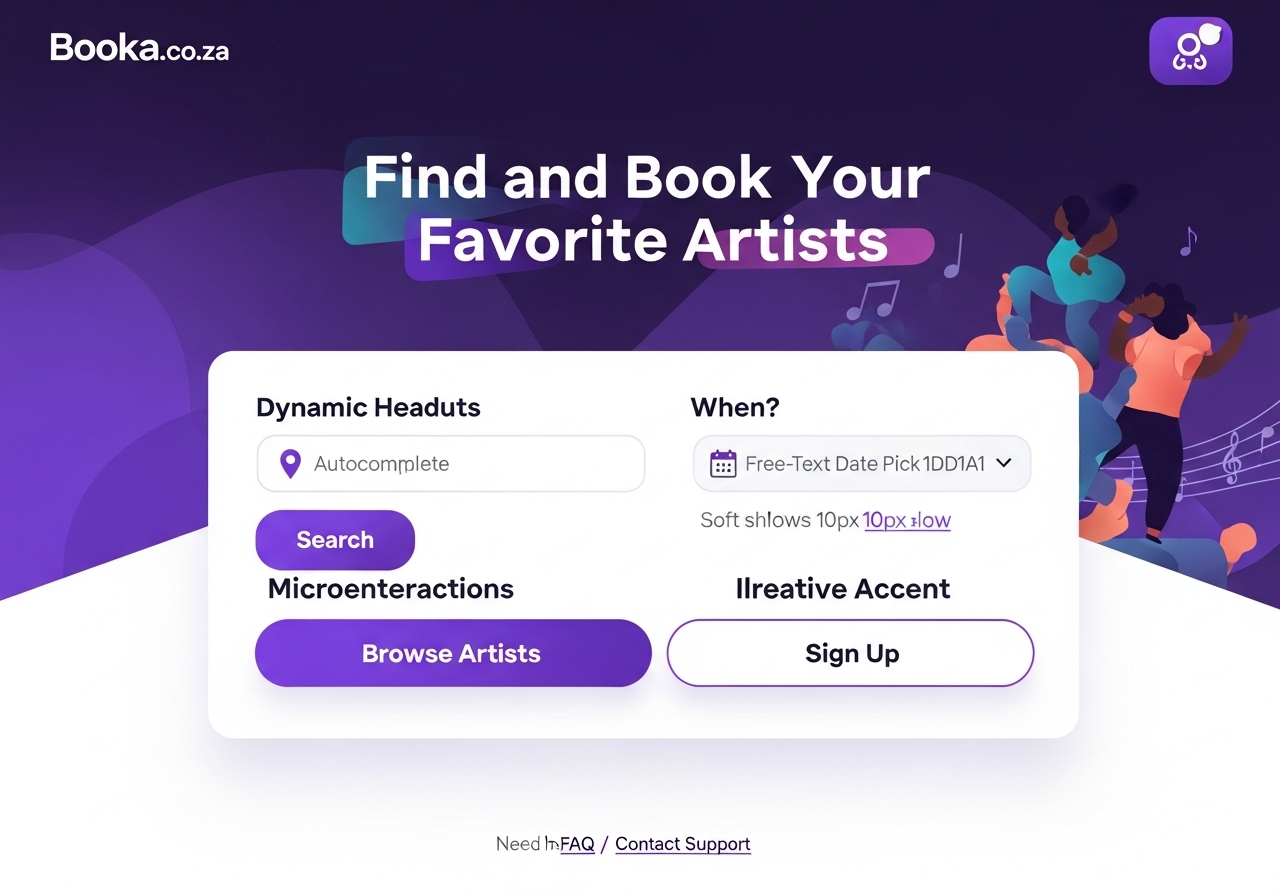 Booka.co.za
Find and Book Your
Favorite Artists
Dynamic Headuts
When?
Autocomplete
Free-Text Date Pick 1DD1A1
Soft shlows 10px 10px
Search
Microenteractions
Ilreative Accent
Browse Artists
Sign Up
Need FAQ / Contact Support